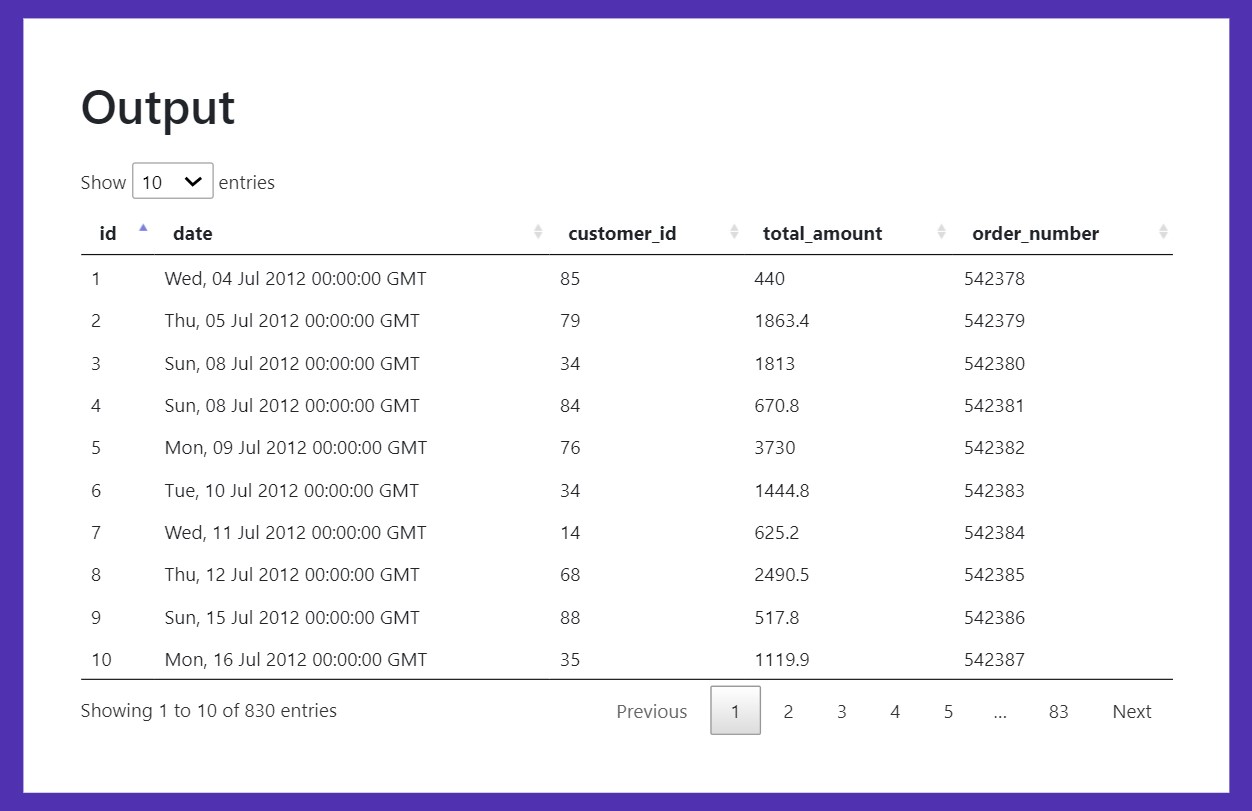 Output
Show 10 entries
id date customer_id total_amount order_number
1 Wed, 04 Jul 2012 00:00:00 GMT 85 440 542378
2 Thu, 05 Jul 2012 00:00:00 GMT 79 1863.4 542379
3 Sun, 08 Jul 2012 00:00:00 GMT 34 1813 542380
4 Sun, 08 Jul 2012 00:00:00 GMT 84 670.8 542381
5 Mon, 09 Jul 2012 00:00:00 GMT 76 3730 542382
6 Tue, 10 Jul 2012 00:00:00 GMT 34 1444.8 542383
7 Wed, 11 Jul 2012 00:00:00 GMT 14 625.2 542384
8 Thu, 12 Jul 2012 00:00:00 GMT 68 2490.5 542385
9 Sun, 15 Jul 2012 00:00:00 GMT 88 517.8 542386
10 Mon, 16 Jul 2012 00:00:00 GMT 35 1119.9 542387
Showing 1 to 10 of 830 entries Previous 1 2 3 4 5 ... 83 Next